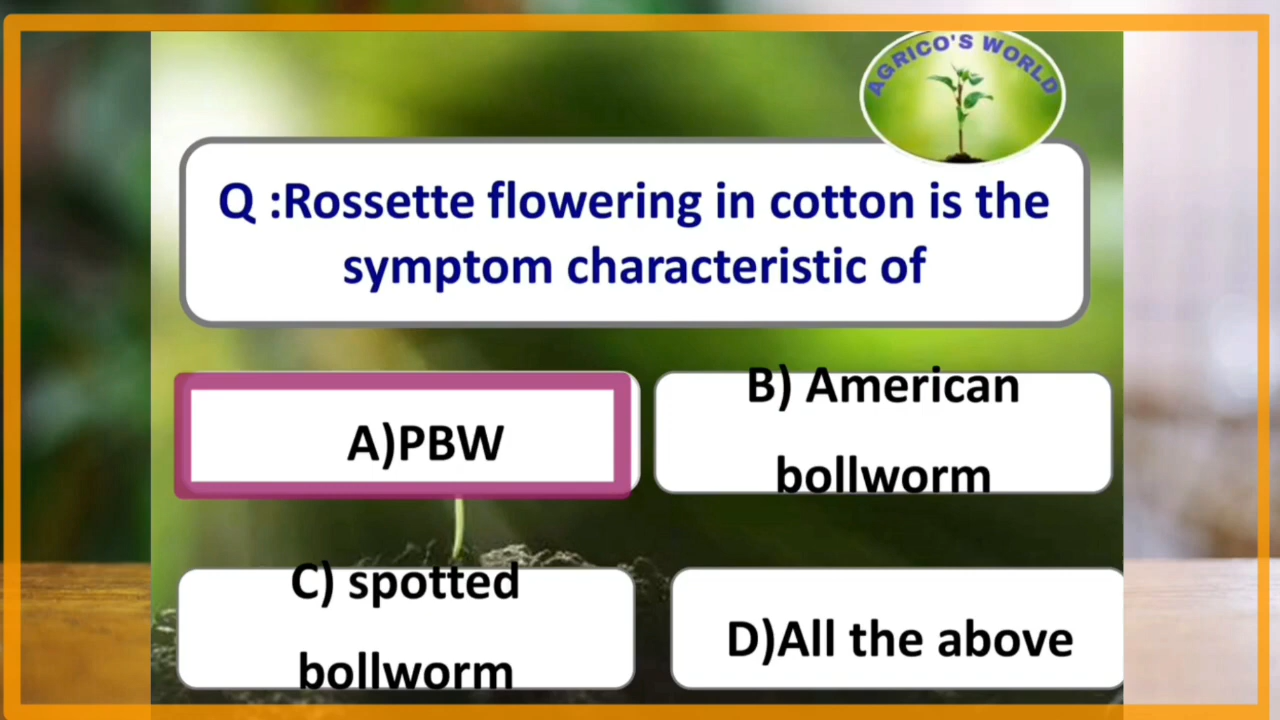 AGRICO'S WORLD
Q :Rossette flowering in cotton is the
symptom characteristic of
A)PBW
B) American
bollworm
C) spotted
bollworm
D)All the above